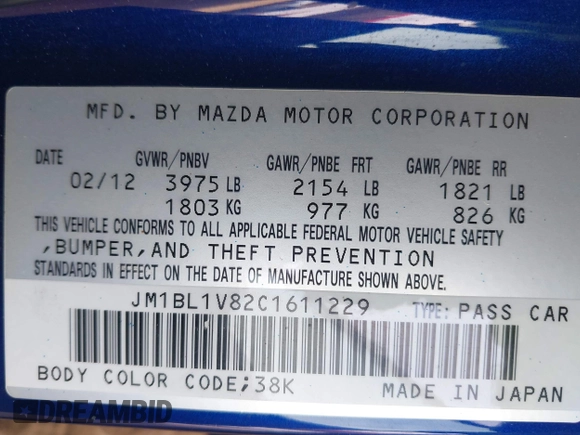 MFD. BY MAZDA MOTOR CORPORATION
DATE GVWR/PNBV GAWR/PNBE FRT GAWR/PNBE RR
02/12 3975 LB 2154 LB 1821 LB
1803 KG 977 KG 826 KG
THIS VEHICLE CONFORMS TO ALL APPLICABLE FEDERAL MOTOR VEHICLE SAFETY
,BUMPER,AND THEFT PREVENTION
STANDARDS IN EFFECT ON THE DATE OF MANUFACTURE SHOWN ABOVE.
JM1BL1V82C1611229 TYPE: PASS CAR
BODY COLOR CODE;38K MADE IN JAPAN
DREAMBID